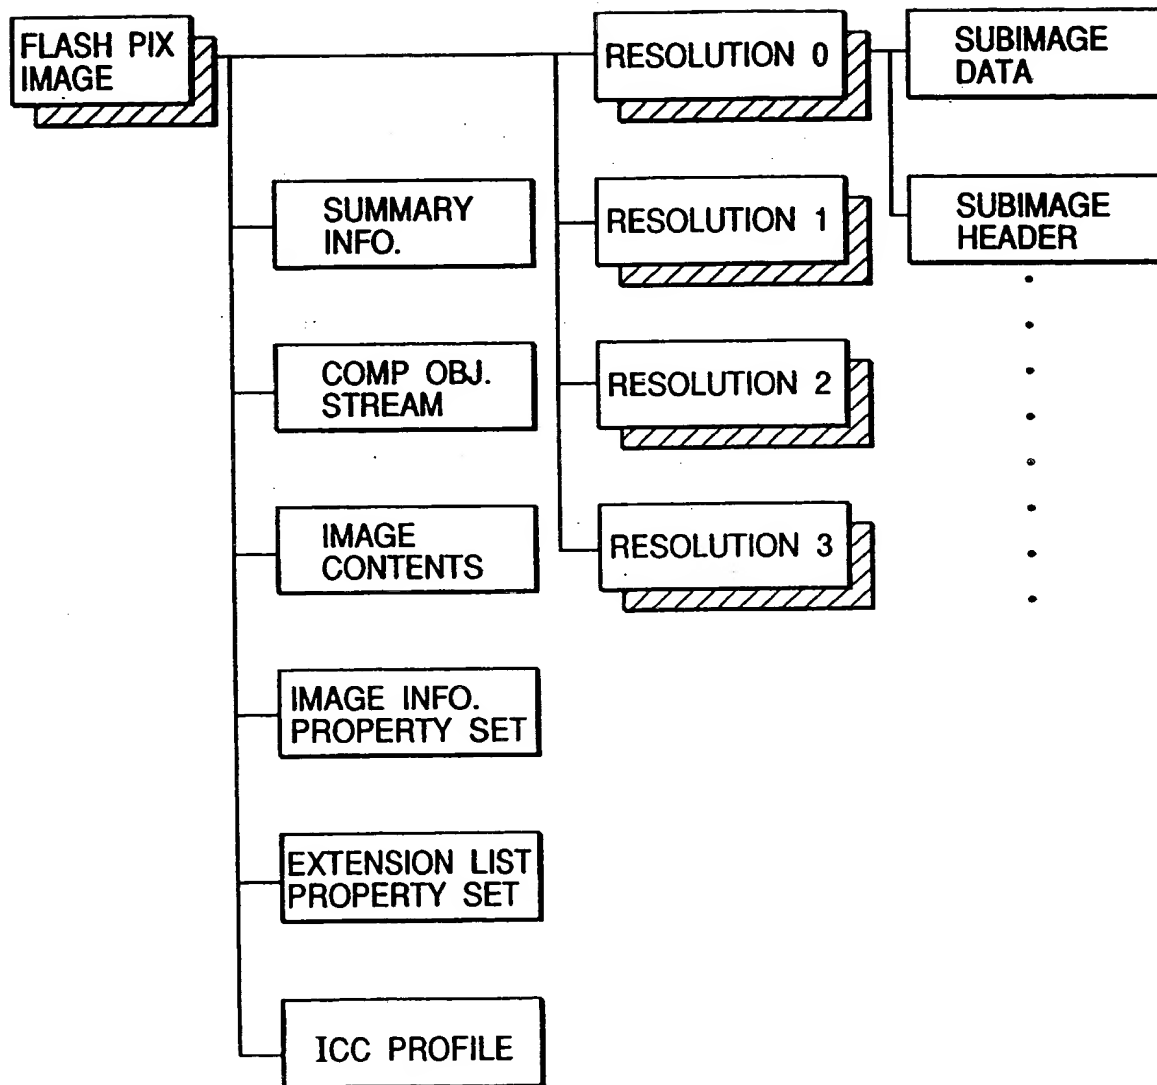 FLASH PIX
IMAGE
SUMMARY
INFO.
COMP OBJ.
STREAM
IMAGE
CONTENTS
IMAGE INFO.
PROPERTY SET
EXTENSION LIST
PROPERTY SET
ICC PROFILE
RESOLUTION 0
RESOLUTION 1
RESOLUTION 2
RESOLUTION 3
SUBIMAGE
DATA
SUBIMAGE
HEADER